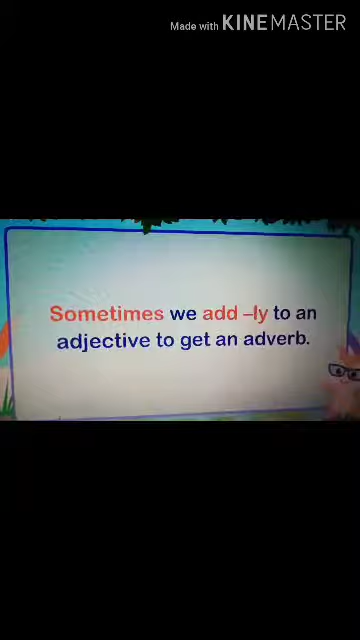 Made with KINEMASTER
Sometimes we add –ly to an
adjective to get an adverb.